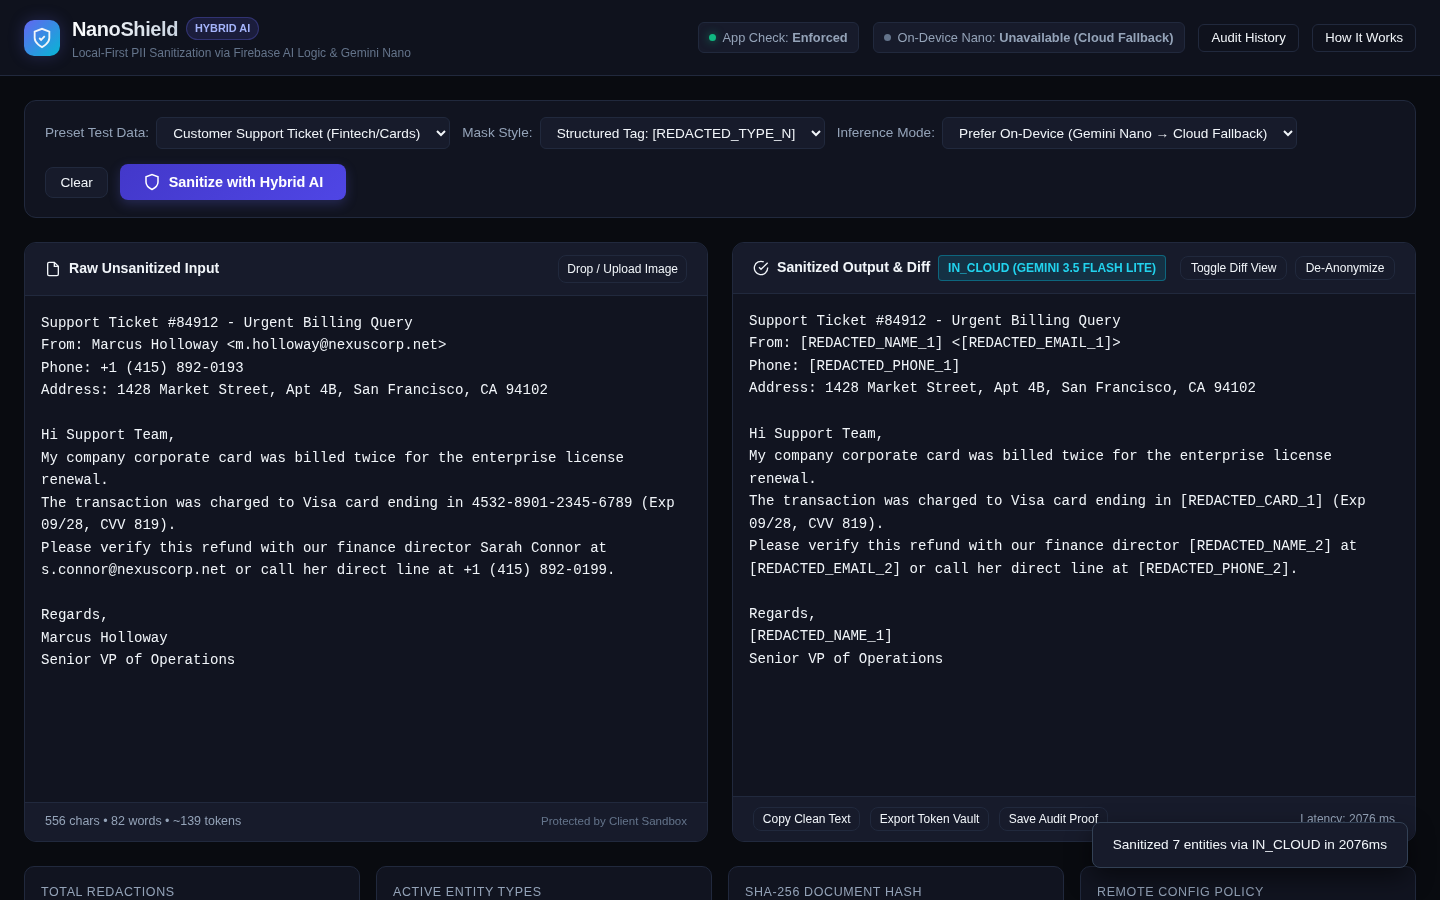 NanoShield HYBRID AI
Local-First PII Sanitization via Firebase AI Logic & Gemini Nano
App Check: Enforced
On-Device Nano: Unavailable (Cloud Fallback)
Audit History
How It Works
Preset Test Data: Customer Support Ticket (Fintech/Cards)
Mask Style: Structured Tag: [REDACTED_TYPE_N]
Inference Mode: Prefer On-Device (Gemini Nano → Cloud Fallback)
Clear
Sanitize with Hybrid AI
Raw Unsanitized Input
Drop / Upload Image
Support Ticket #84912 - Urgent Billing Query
From: Marcus Holloway <m.holloway@nexuscorp.net>
Phone: +1 (415) 892-0193
Address: 1428 Market Street, Apt 4B, San Francisco, CA 94102
Hi Support Team,
My company corporate card was billed twice for the enterprise license
renewal.
The transaction was charged to Visa card ending in 4532-8901-2345-6789 (Exp
09/28, CVV 819).
Please verify this refund with our finance director Sarah Connor at
s.connor@nexuscorp.net or call her direct line at +1 (415) 892-0199.
Regards,
Marcus Holloway
Senior VP of Operations
556 chars • 82 words • ~139 tokens
Protected by Client Sandbox
Sanitized Output & Diff
IN_CLOUD (GEMINI 3.5 FLASH LITE)
Toggle Diff View
De-Anonymize
Support Ticket #84912 - Urgent Billing Query
From: [REDACTED_NAME_1] <[REDACTED_EMAIL_1]>
Phone: [REDACTED_PHONE_1]
Address: 1428 Market Street, Apt 4B, San Francisco, CA 94102
Hi Support Team,
My company corporate card was billed twice for the enterprise license
renewal.
The transaction was charged to Visa card ending in [REDACTED_CARD_1] (Exp
09/28, CVV 819).
Please verify this refund with our finance director [REDACTED_NAME_2] at
[REDACTED_EMAIL_2] or call her direct line at [REDACTED_PHONE_2].
Regards,
[REDACTED_NAME_1]
Senior VP of Operations
Copy Clean Text
Export Token Vault
Save Audit Proof
Latency: 2076 ms
Sanitized 7 entities via IN_CLOUD in 2076ms
TOTAL REDACTIONS
ACTIVE ENTITY TYPES
SHA-256 DOCUMENT HASH
REMOTE CONFIG POLICY